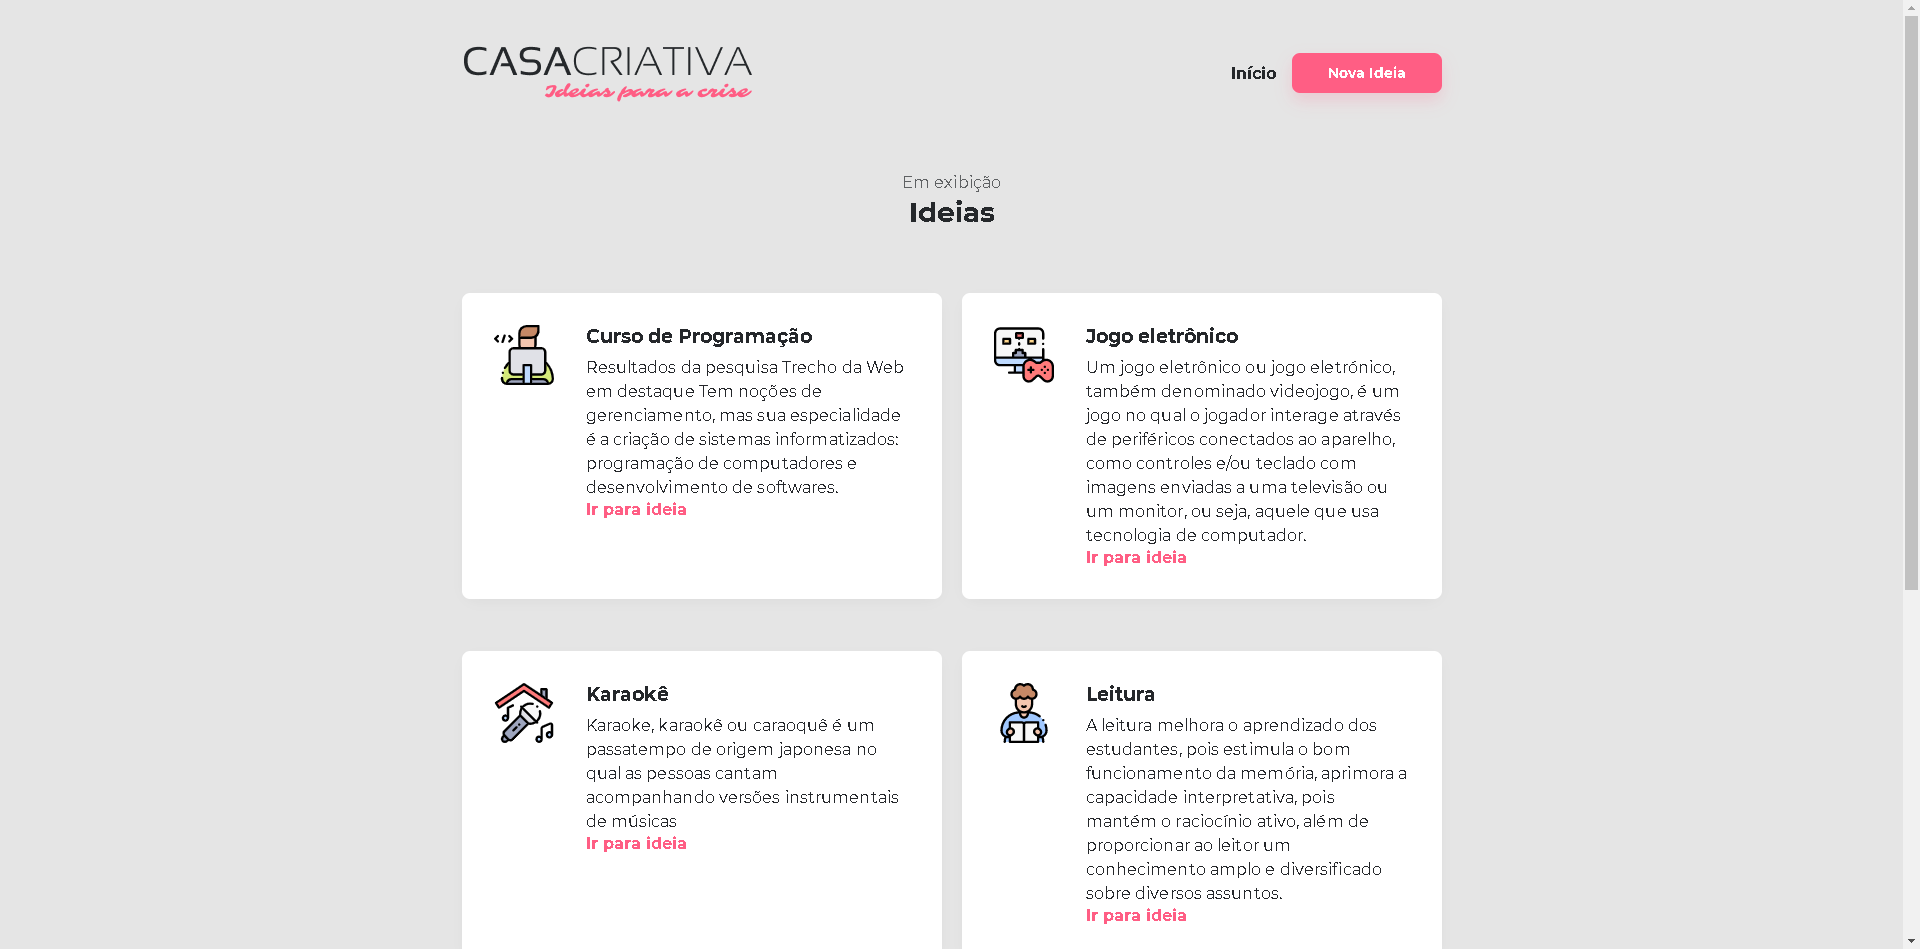 CASACRIATIVA
Ideias para a crise
Início
Nova Ideia
Em exibição
Ideias
Curso de Programação
Resultados da pesquisa Trecho da Web
em destaque Tem noções de
gerenciamento, mas sua especialidade
é a criação de sistemas informatizados:
programação de computadores e
desenvolvimento de softwares.
Ir para ideia
Jogo eletrônico
Um jogo eletrônico ou jogo eletrónico,
também denominado videojogo, é um
jogo no qual o jogador interage através
de periféricos conectados ao aparelho,
como controles e/ou teclado com
imagens enviadas a uma televisão ou
um monitor, ou seja, aquele que usa
tecnologia de computador.
Ir para ideia
Karaokê
Karaoke, karaokê ou caraoquê é um
passatempo de origem japonesa no
qual as pessoas cantam
acompanhando versões instrumentais
de músicas
Ir para ideia
Leitura
A leitura melhora o aprendizado dos
estudantes, pois estimula o bom
funcionamento da memória, aprimora a
capacidade interpretativa, pois
mantém o raciocínio ativo, além de
proporcionar ao leitor um
conhecimento amplo e diversificado
sobre diversos assuntos.
Ir para ideia